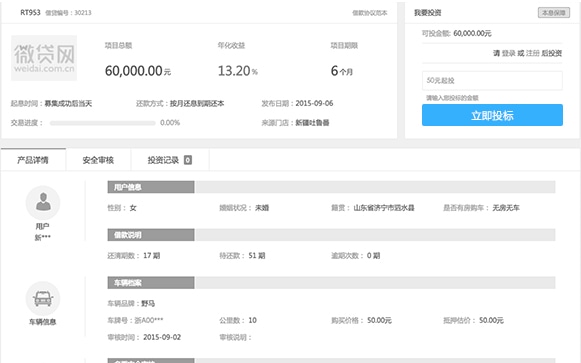 RT953 借贷编号：30213 借款协议范本
我要投资 本息保障
微贷网
weidai.com.cn
项目总额 年化收益 项目期限
60,000.00 元 13.20 % 6 个月
可投金额：60,000.00元
请 登录 或 注册 后投资
50元起投
请输入您投标的金额
立即投标
起息时间：募集成功后当天 还款方式：按月还息到期还本 发布日期：2015-09-06
交易进度： 0.00% 来源门店：新疆吐鲁番
产品详情 安全审核 投资记录 0
用户信息
性别：女 婚姻状况：未婚 籍贯：山东省济宁市泗水县 是否有房购车：无房无车
用户
新***
借款说明
还清期数：17 期 待还款：51 期 逾期次数：0 期
车辆档案
车辆品牌：野马
车牌号：浙A00*** 公里数：10 购买价格：50.00元 抵押估价：50.00元
车辆信息
审核时间：2015-09-02 审核说明：